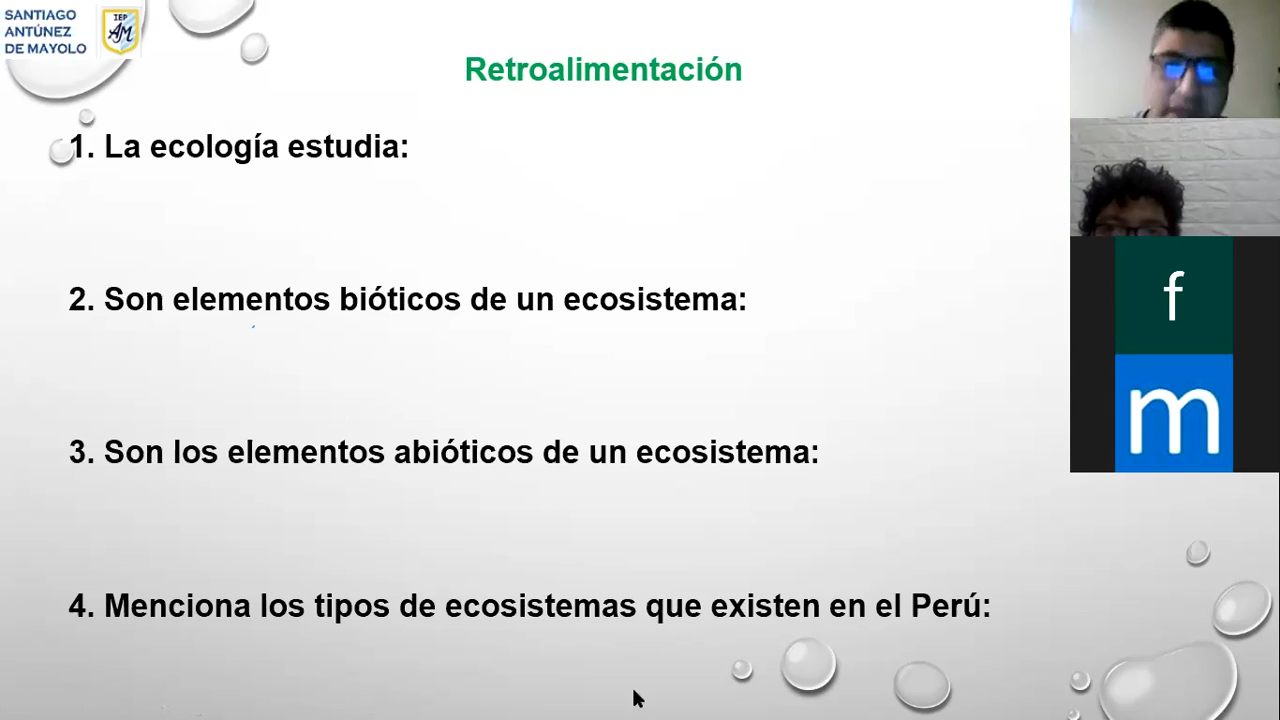 SANTIAGO
ANTÚNEZ
DE MAYOLO
IEP
AM
Retroalimentación
1. La ecología estudia:
2. Son elementos bióticos de un ecosistema:
3. Son los elementos abióticos de un ecosistema:
4. Menciona los tipos de ecosistemas que existen en el Perú:
f
m